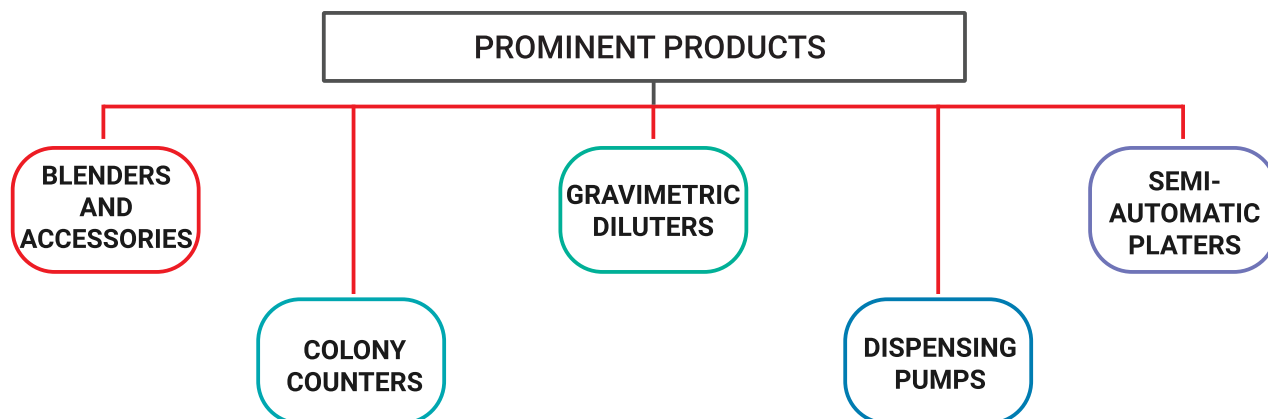 PROMINENT PRODUCTS
BLENDERS
AND
ACCESSORIES
COLONY
COUNTERS
GRAVIMETRIC
DILUTERS
DISPENSING
PUMPS
SEMI-
AUTOMATIC
PLATERS